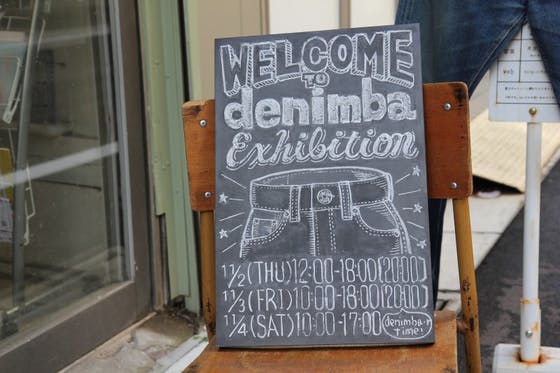 WELCOME
TO
denimba
Exhibition
11/2 (THU) 12:00-18:00 (20:00)
11/3 (FRI) 10:00-18:00 (20:00)
11/4 (SAT) 10:00-17:00
denimba-r
time!
web